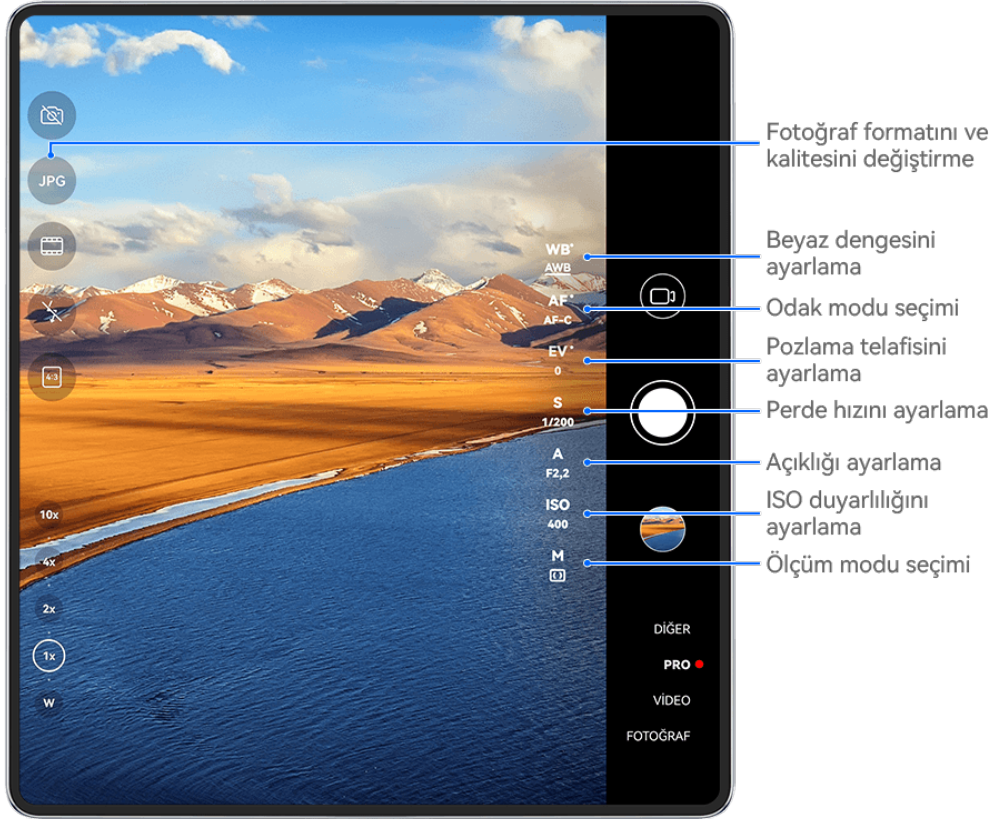 JPG
4:3
10x
4x
2x
1x
W
WB
AWB
AF
AF-C
EV
0
S
1/200
A
F2,2
ISO
400
M
DİĞER
PRO
VİDEO
FOTOĞRAF
Fotoğraf formatını ve
kalitesini değiştirme
Beyaz dengesini
ayarlama
Odak modu seçimi
Pozlama telafisini
ayarlama
Perde hızını ayarlama
Açıklığı ayarlama
ISO duyarlılığını
ayarlama
Ölçüm modu seçimi